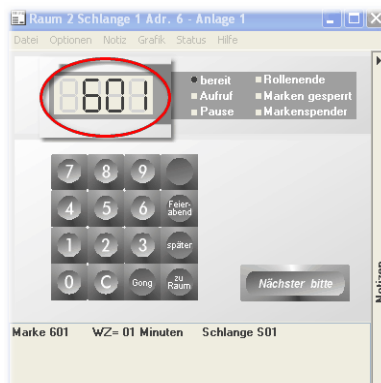 Raum 2 Schlange 1 Adr. 6 - Anlage 1
Datei Optionen Notiz Grafik Status Hilfe
601
bereit Rollenende
Aufruf Marken gesperrt
Pause Markenspender
7 8 9
4 5 6 Feier-
abend
1 2 3 später
0 C Gong zu
Raum
Nächster bitte
Notizen
Marke 601 WZ= 01 Minuten Schlange S01